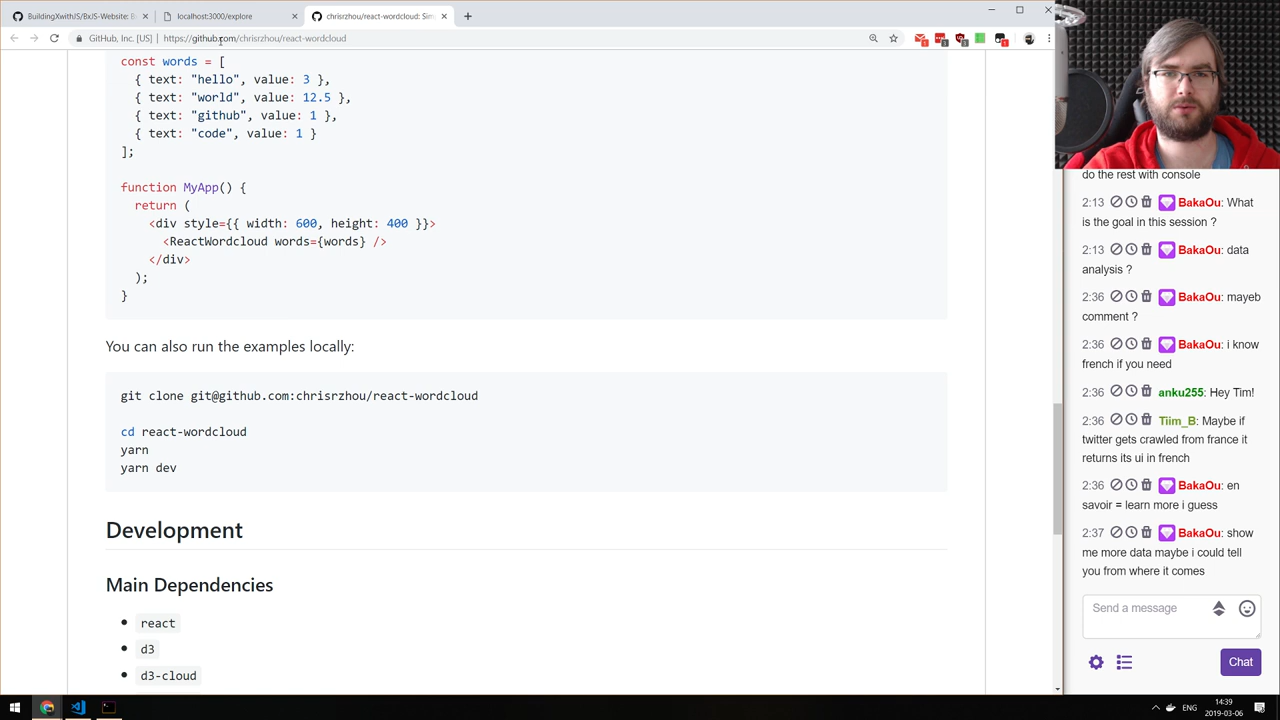 BuildingXwithJS/BxJS-Website: B
localhost:3000/explore
chrisrzhou/react-wordcloud: Sim
GitHub, Inc. [US]
https://github.com/chrisrzhou/react-wordcloud
const words = [
{ text: "hello", value: 3 },
{ text: "world", value: 12.5 },
{ text: "github", value: 1 },
{ text: "code", value: 1 }
];
function MyApp() {
return (
<div style={{ width: 600, height: 400 }}>
<ReactWordcloud words={words} />
</div>
);
}
You can also run the examples locally:
git clone git@github.com:chrisrzhou/react-wordcloud
cd react-wordcloud
yarn
yarn dev
Development
Main Dependencies
react
d3
d3-cloud
do the rest with console
2:13 BakaOu: What
is the goal in this session ?
2:13 BakaOu: data
analysis ?
2:36 BakaOu: mayeb
comment ?
2:36 BakaOu: i know
french if you need
2:36 anku255: Hey Tim!
2:36 Tiim_B: Maybe if
twitter gets crawled from france it
returns its ui in french
2:36 BakaOu: en
savoir = learn more i guess
2:37 BakaOu: show
me more data maybe i could tell
you from where it comes
Send a message
Chat
ENG
14:39
2019-03-06